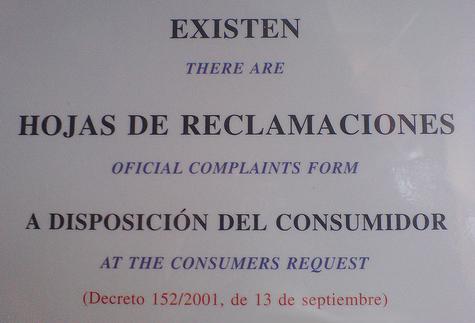 EXISTEN
THERE ARE
HOJAS DE RECLAMACIONES
OFICIAL COMPLAINTS FORM
A DISPOSICIÓN DEL CONSUMIDOR
AT THE CONSUMERS REQUEST
(Decreto 152/2001, de 13 de septiembre)